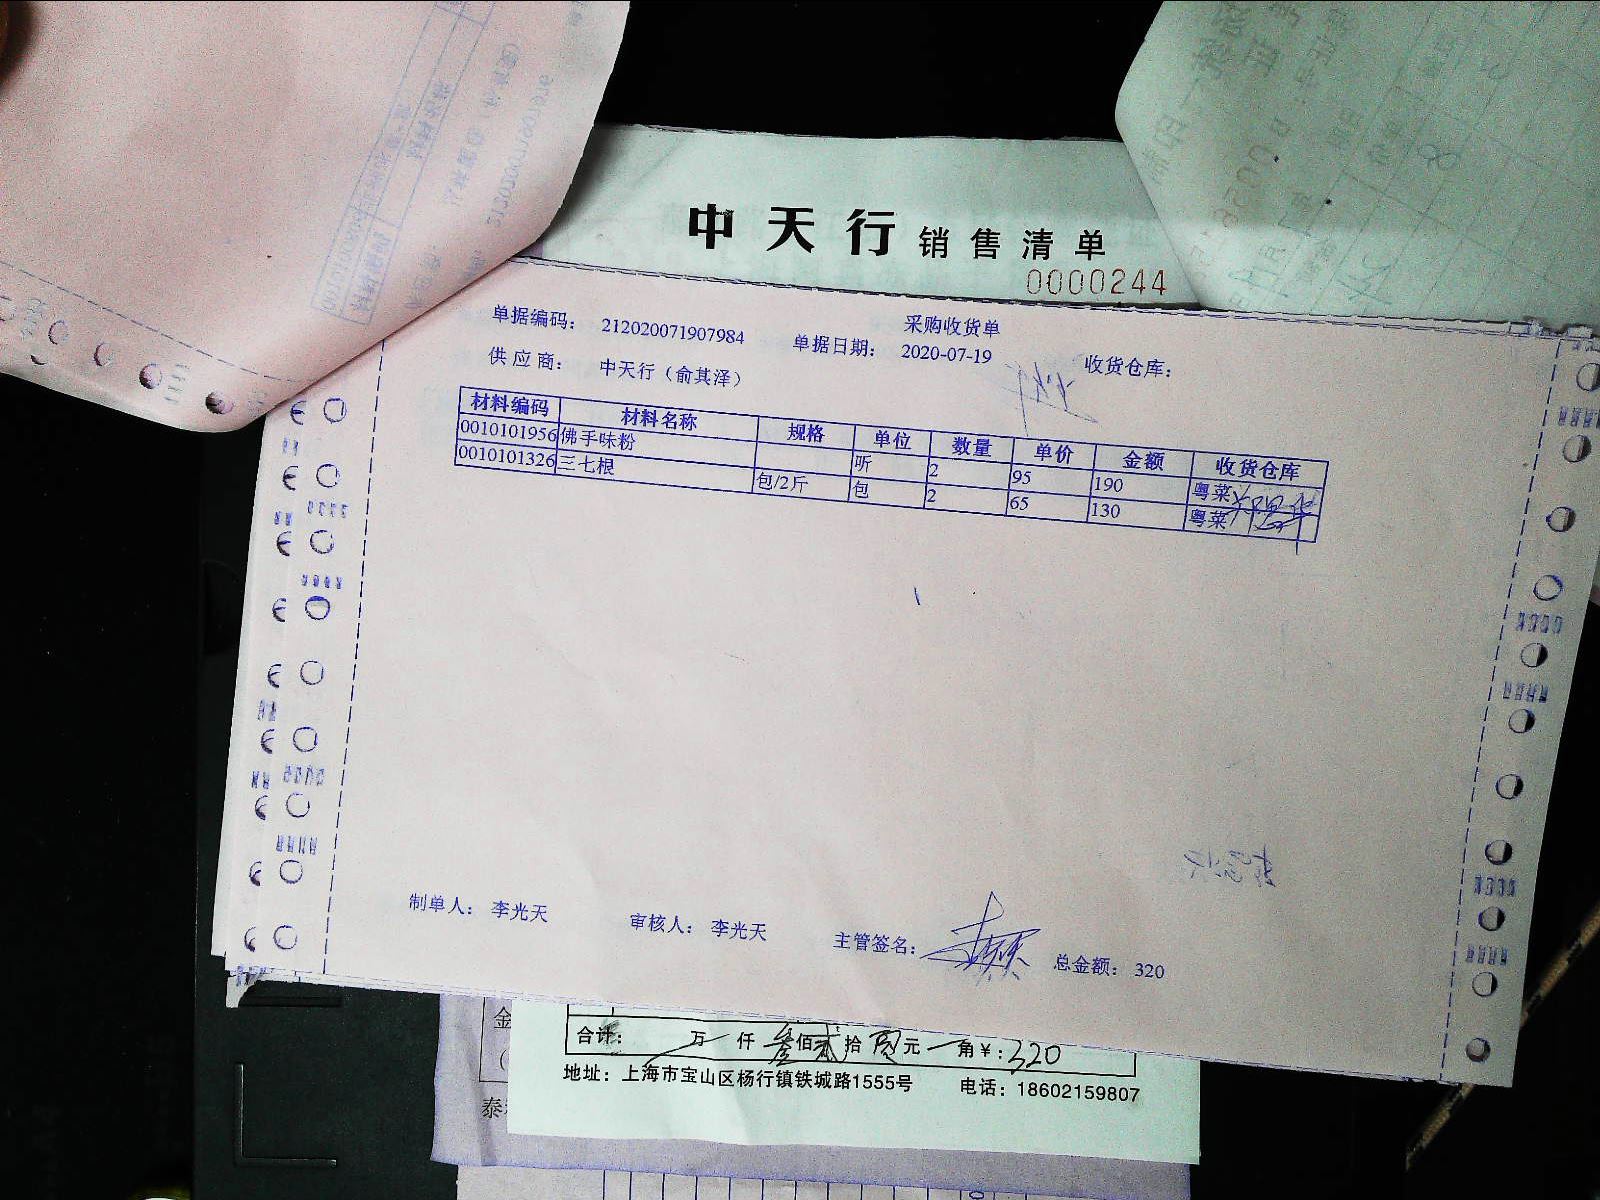 中天行 销售清单
0000244
采购收货单
单据编码： 212020071907984 单据日期： 2020-07-19 收货仓库：
供应商： 中天行（俞其泽）
材料编码 材料名称 规格 单位 数量 单价 金额 收货仓库
0010101956 佛手味粉 听 2 95 190 粤菜
0010101326 三七根 包/2斤 包 2 65 130 粤菜
制单人： 李光天 审核人： 李光天 主管签名： 总金额： 320
金
合计： 万 仟 叁佰贰拾 元 角￥: 320
地址：上海市宝山区杨行镇铁城路1555号 电话：18602159807
泰